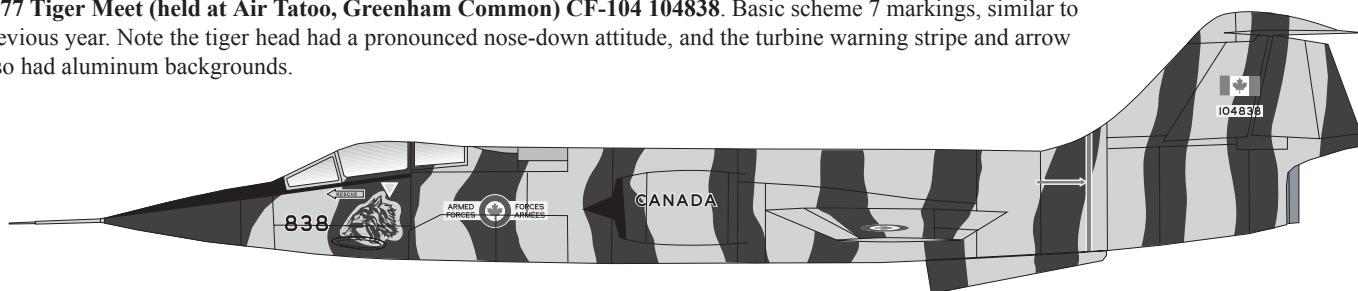 77 Tiger Meet (held at Air Tatoo, Greenham Common) CF-104 104838. Basic scheme 7 markings, similar to
evious year. Note the tiger head had a pronounced nose-down attitude, and the turbine warning stripe and arrow
so had aluminum backgrounds.
104838
RESCUE
838
ARMED FORCES
FORCES ARMÉES
CANADA